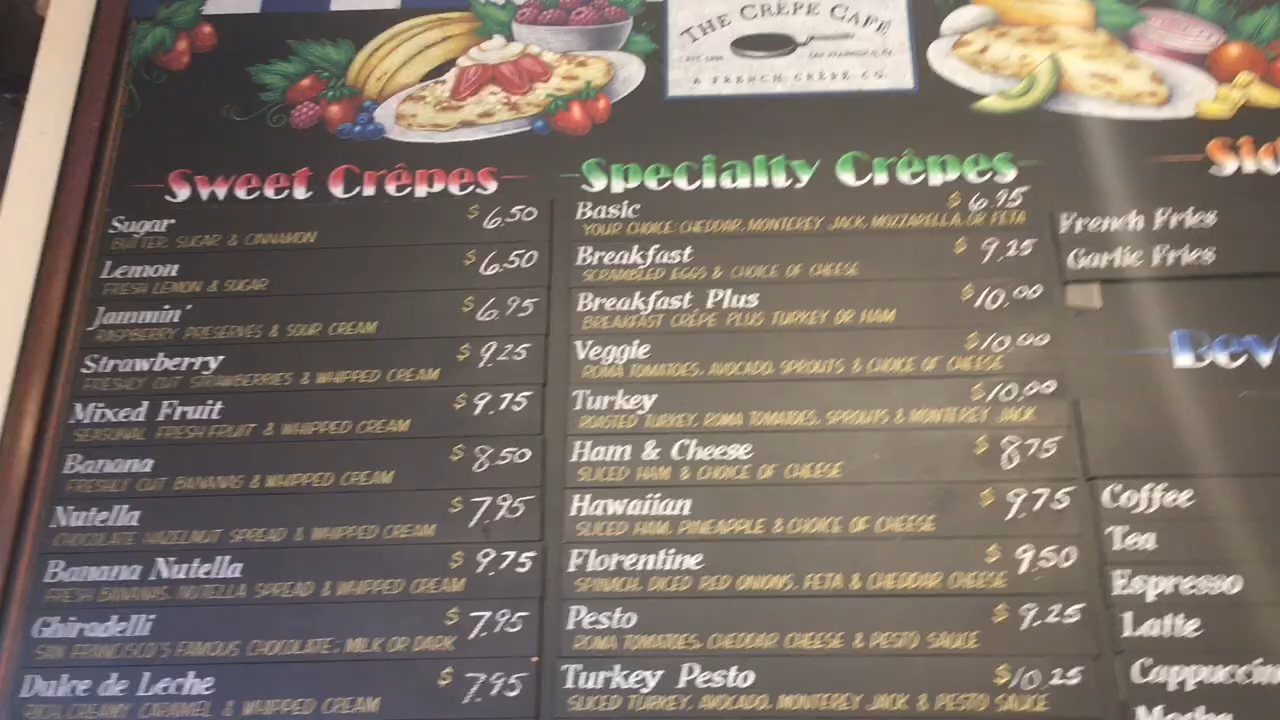 THE CRÊPE CAFÉ
A FRENCH CRÊPE CO.
Sweet Crêpes
Sugar $6.50
BUTTER, SUGAR & CINNAMON
Lemon $6.50
FRESH LEMON & SUGAR
Jammin' $6.95
RASPBERRY PRESERVES & SOUR CREAM
Strawberry $9.25
FRESHLY CUT STRAWBERRIES & WHIPPED CREAM
Mixed Fruit $9.75
SEASONAL FRESH FRUIT & WHIPPED CREAM
Banana $8.50
FRESHLY CUT BANANAS & WHIPPED CREAM
Nutella $7.95
CHOCOLATE HAZELNUT SPREAD & WHIPPED CREAM
Banana Nutella $9.75
FRESH BANANAS, NUTELLA SPREAD & WHIPPED CREAM
Ghiradelli $7.95
SAN FRANCISCO'S FAMOUS CHOCOLATE: MILK OR DARK
Dulce de Leche $7.95
RICH CREAMY CARAMEL & WHIPPED CREAM
Specialty Crêpes
Basic $6.95
YOUR CHOICE: CHEDDAR, MONTEREY JACK, MOZZARELLA, OR FETA
Breakfast $9.25
SCRAMBLED EGGS & CHOICE OF CHEESE
Breakfast Plus $10.00
BREAKFAST CRÊPE PLUS TURKEY OR HAM
Veggie $10.00
ROMA TOMATOES, AVOCADO, SPROUTS & CHOICE OF CHEESE
Turkey $10.00
ROASTED TURKEY, ROMA TOMATOES, SPROUTS & MONTEREY JACK
Ham & Cheese $8.75
SLICED HAM & CHOICE OF CHEESE
Hawaiian $9.75
SLICED HAM, PINEAPPLE & CHOICE OF CHEESE
Florentine $9.50
SPINACH, DICED RED ONIONS, FETA & CHEDDAR CHEESE
Pesto $9.25
ROMA TOMATOES, CHEDDAR CHEESE & PESTO SAUCE
Turkey Pesto $10.25
SLICED TURKEY, AVOCADO, MONTEREY JACK & PESTO SAUCE
Sid
French Fries
Garlic Fries
Bev
Coffee
Tea
Espresso
Latte
Cappuccin
Mocha